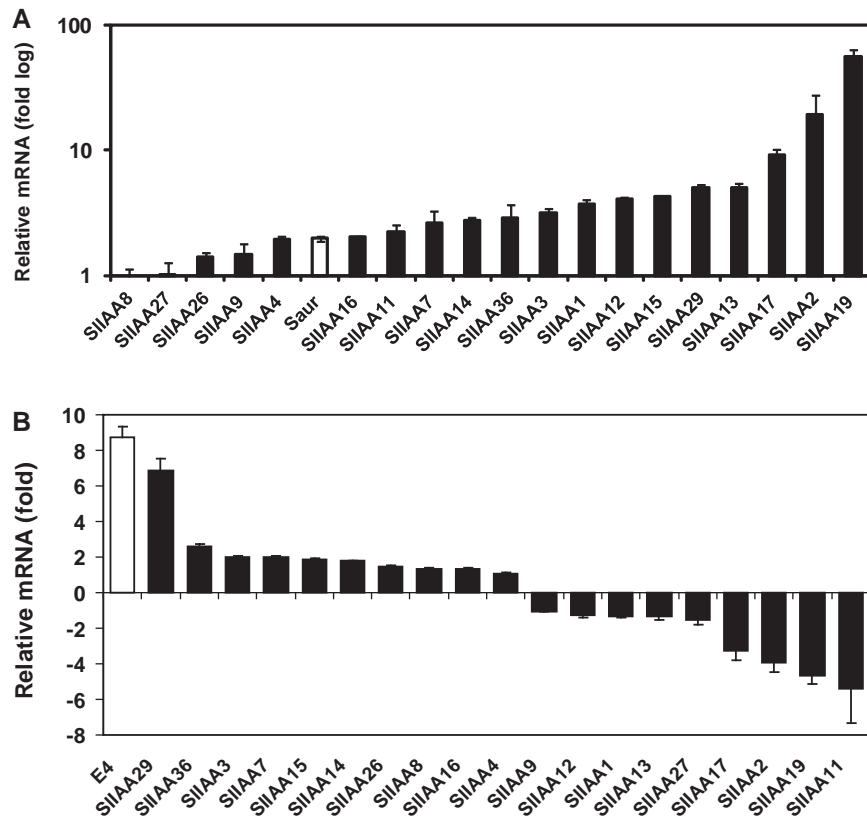 A
Relative mRNA (fold log)
100
10
1
SlIAA8
SlIAA27
SlIAA26
SlIAA9
SlIAA4
Saur
SlIAA16
SlIAA11
SlIAA7
SlIAA14
SlIAA36
SlIAA3
SlIAA1
SlIAA12
SlIAA15
SlIAA29
SlIAA13
SlIAA17
SlIAA2
SlIAA19
B
Relative mRNA (fold)
10
8
6
4
2
0
-2
-4
-6
-8
E4
SlIAA29
SlIAA36
SlIAA3
SlIAA7
SlIAA15
SlIAA14
SlIAA26
SlIAA8
SlIAA16
SlIAA4
SlIAA9
SlIAA12
SlIAA1
SlIAA13
SlIAA27
SlIAA17
SlIAA2
SlIAA19
SlIAA11